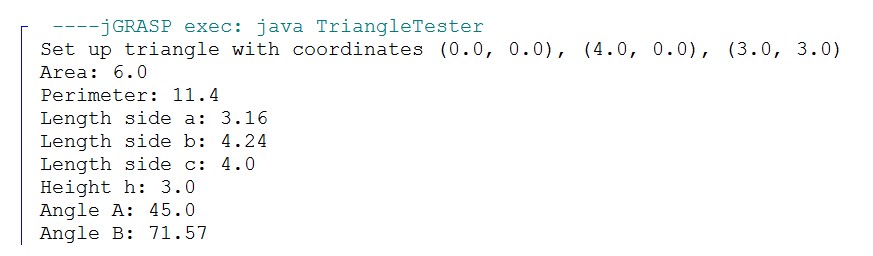 ----jGRASP exec: java TriangleTester
Set up triangle with coordinates (0.0, 0.0), (4.0, 0.0), (3.0, 3.0)
Area: 6.0
Perimeter: 11.4
Length side a: 3.16
Length side b: 4.24
Length side c: 4.0
Height h: 3.0
Angle A: 45.0
Angle B: 71.57